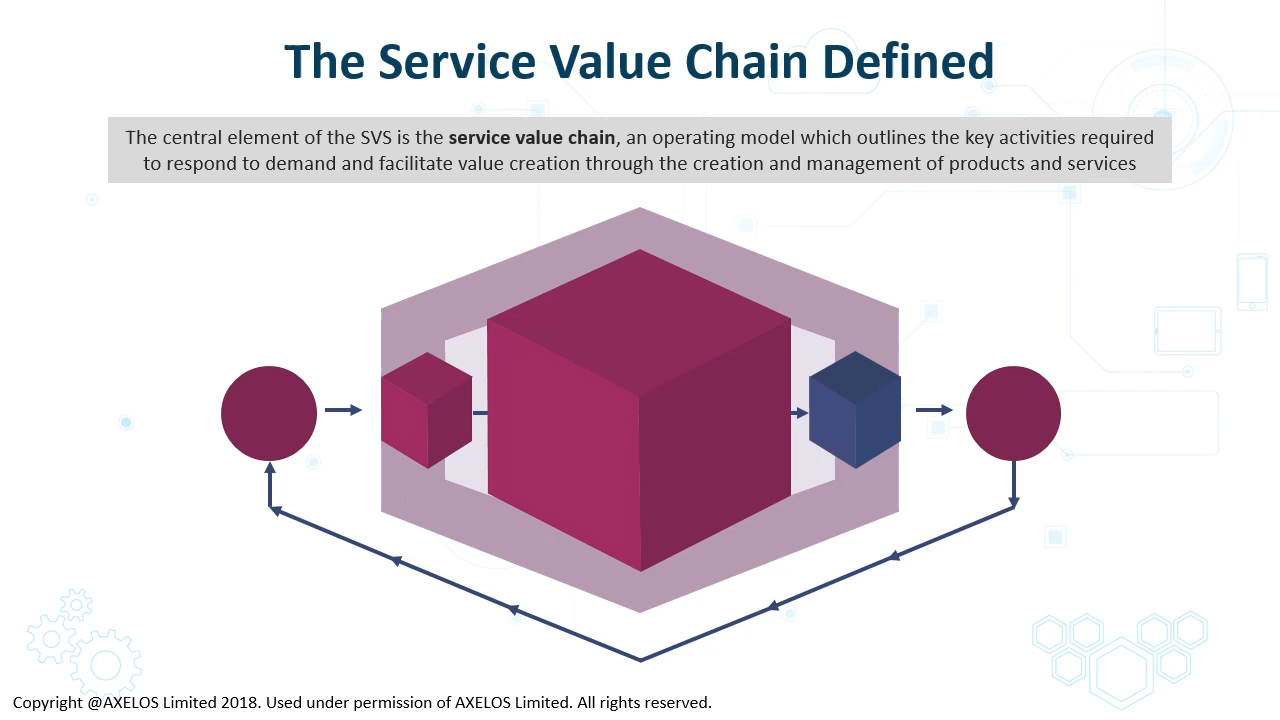 The Service Value Chain Defined
The central element of the SVS is the service value chain, an operating model which outlines the key activities required
to respond to demand and facilitate value creation through the creation and management of products and services
Copyright @AXELOS Limited 2018. Used under permission of AXELOS Limited. All rights reserved.